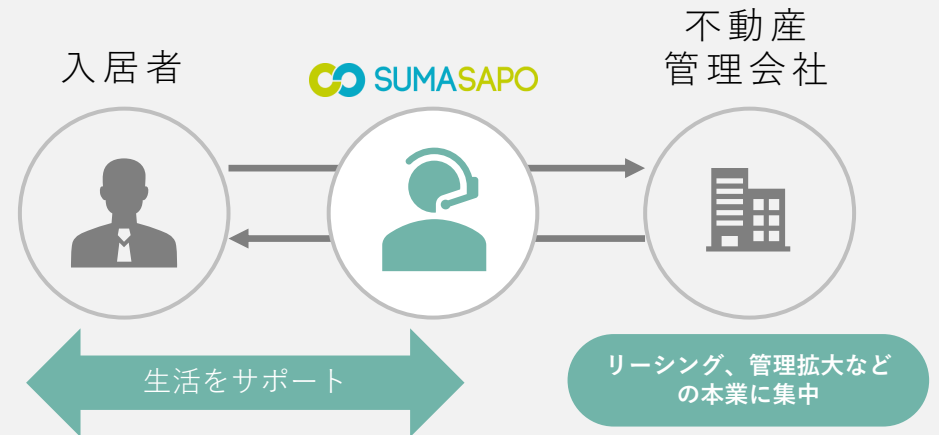 入居者
SUMASAPO
不動産
管理会社
生活をサポート
リーシング、管理拡大など
の本業に集中